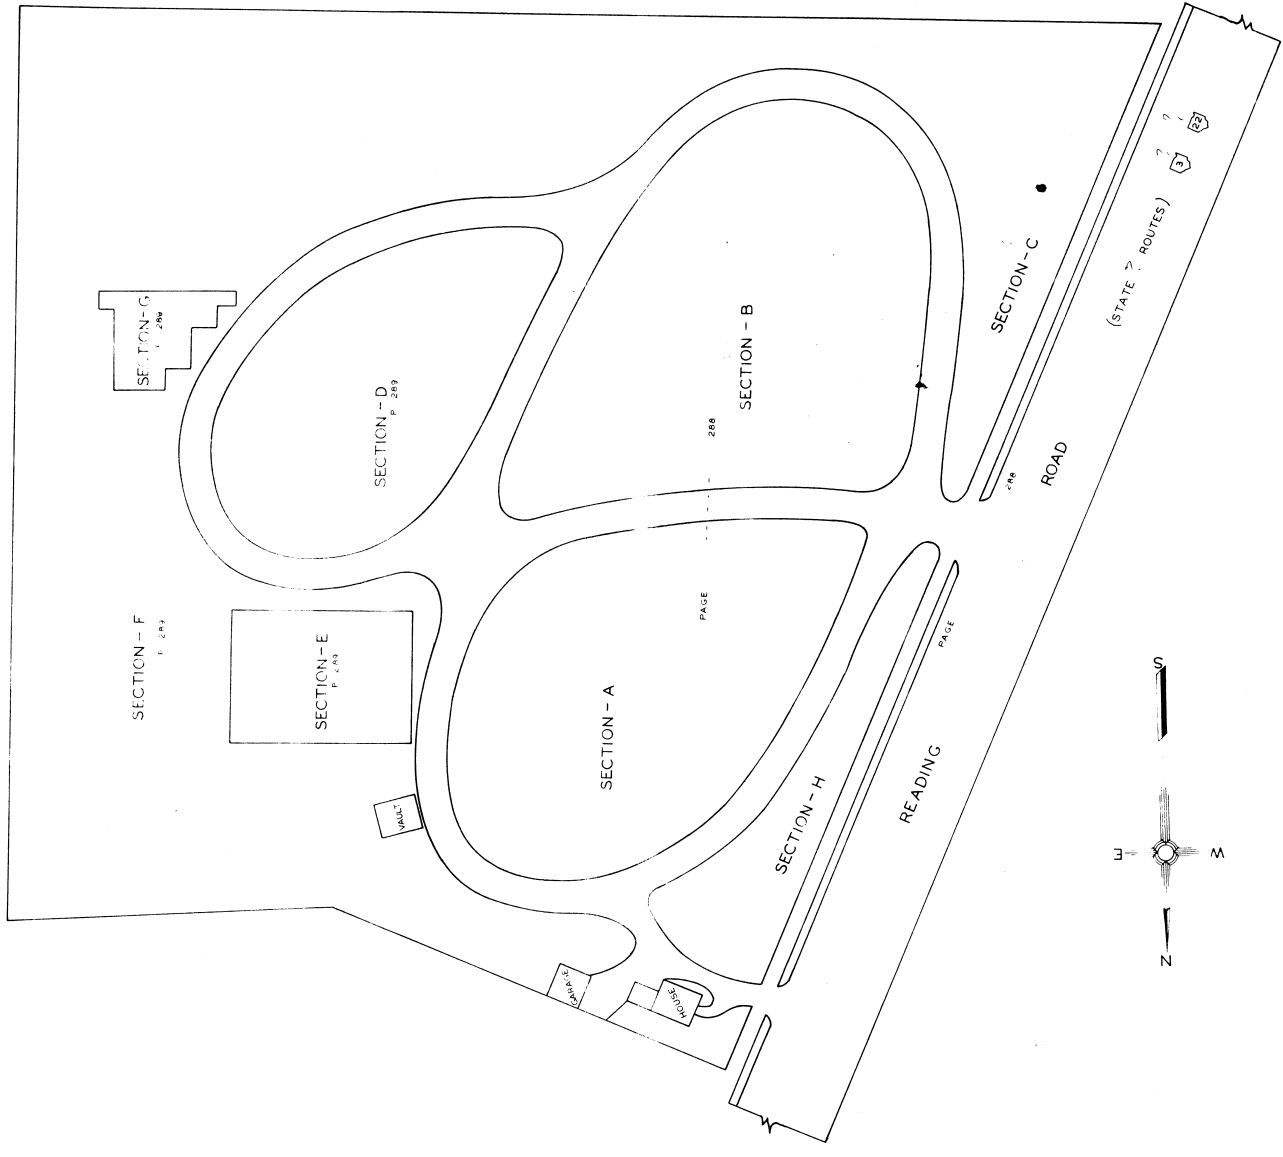 22
3
(STATE ? ROUTES)
SECTION-C
SECTION-G
289
SECTION-B
SECTION-D
P 289
288
288
ROAD
PAGE
PAGE
SECTION-F
P 289
SECTION-E
P 289
SECTION-A
S
READING
SECTION-H
VAULT
E
W
N
GARAGE
HOUSE